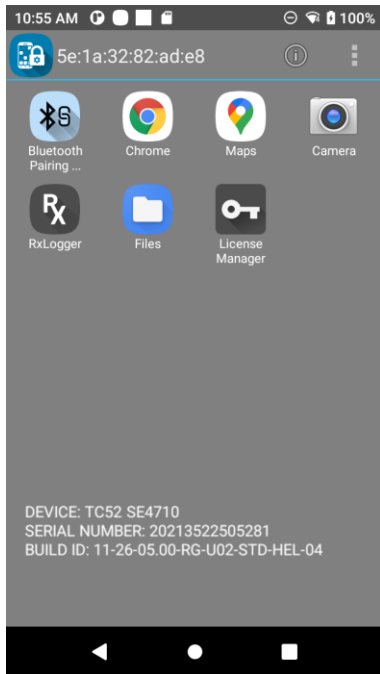 10:55 AM 100%
5e:1a:32:82:ad:e8
Bluetooth Pairing ...
Chrome
Maps
Camera
RxLogger
Files
License Manager
DEVICE: TC52 SE4710
SERIAL NUMBER: 20213522505281
BUILD ID: 11-26-05.00-RG-U02-STD-HEL-04